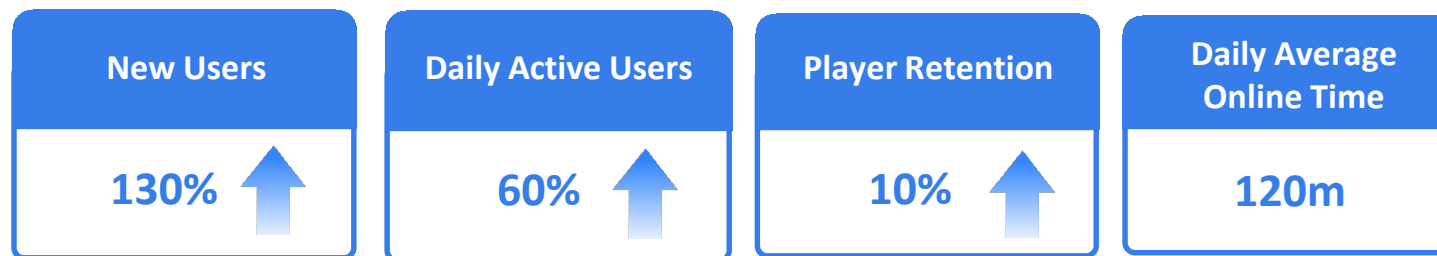 New Users
130%
Daily Active Users
60%
Player Retention
10%
Daily Average
Online Time
120m